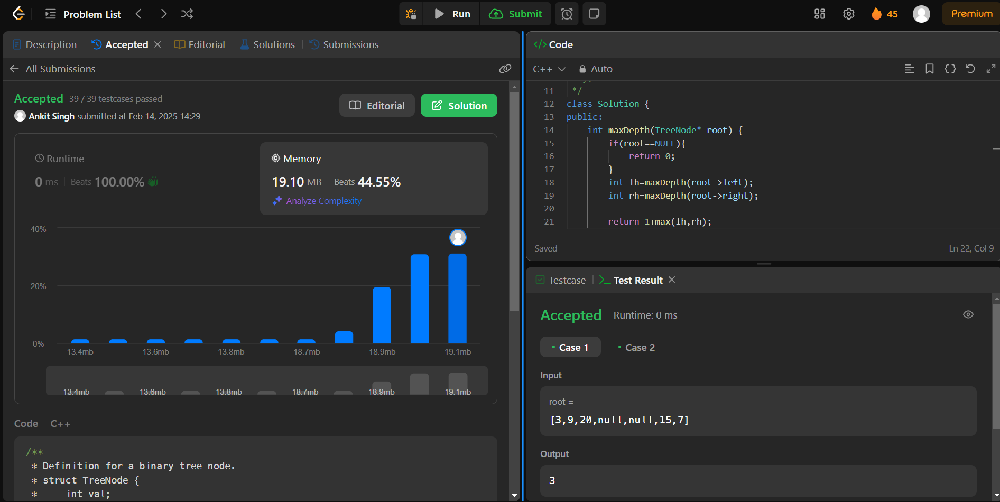 Problem List
Run
Submit
45
Premium
Description
Accepted
Editorial
Solutions
Submissions
All Submissions
Accepted 39 / 39 testcases passed
Ankit Singh submitted at Feb 14, 2025 14:29
Editorial
Solution
Runtime
0 ms Beats 100.00%
Memory
19.10 MB Beats 44.55%
Analyze Complexity
40%
20%
0%
13.4mb 13.6mb 13.8mb 18.7mb 18.9mb 19.1mb
13.4mb 13.6mb 13.8mb 18.7mb 18.9mb 19.1mb
Code C++
/**
* Definition for a binary tree node.
* struct TreeNode {
* int val;
</> Code
C++ Auto
11 */
12 class Solution {
13 public:
14 int maxDepth(TreeNode* root) {
15 if(root==NULL){
16 return 0;
17 }
18 int lh=maxDepth(root->left);
19 int rh=maxDepth(root->right);
20
21 return 1+max(lh,rh);
Saved
Ln 22, Col 9
Testcase
Test Result
Accepted Runtime: 0 ms
Case 1
Case 2
Input
root =
[3,9,20,null,null,15,7]
Output
3